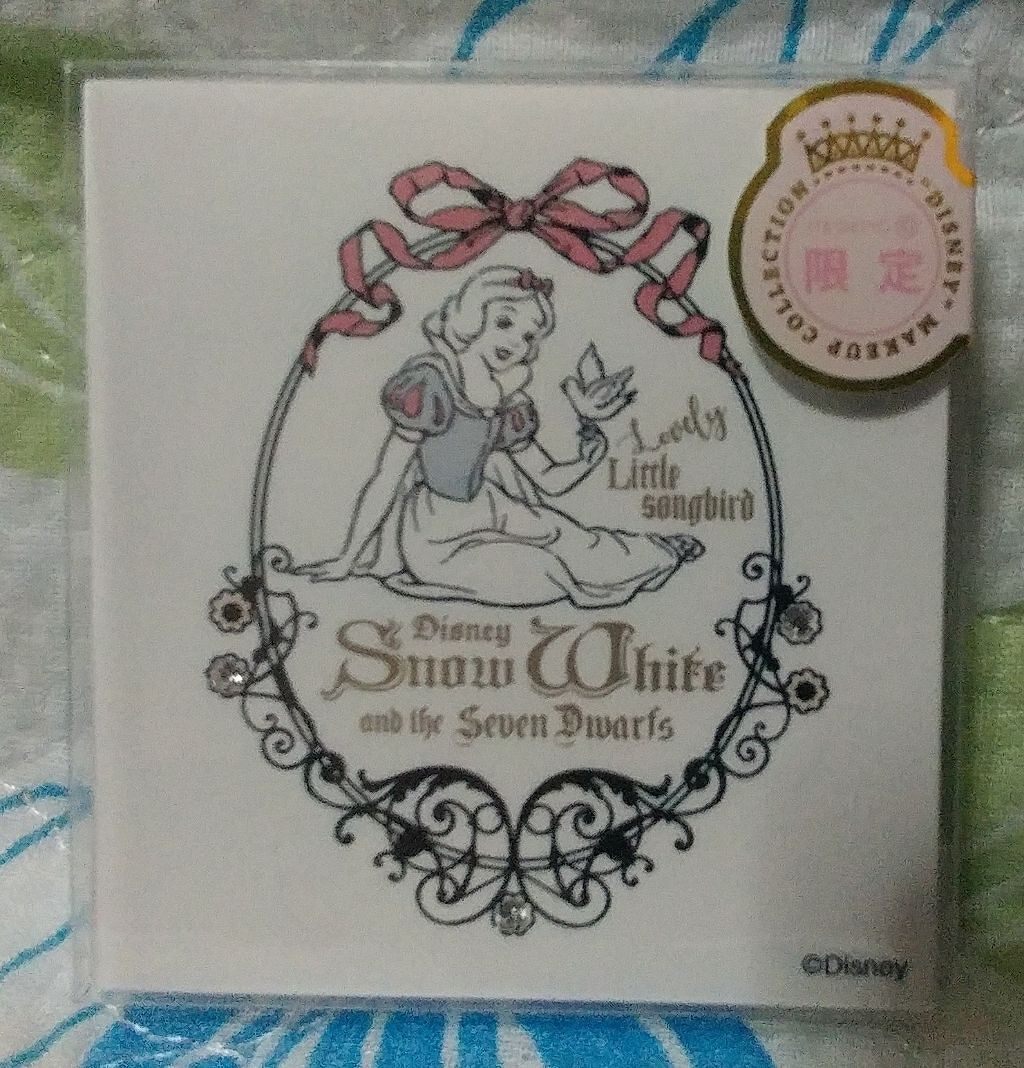 "DISNEY" MAKEUP COLLECTION
限定
Lovely
Little
songbird
Disney
Snow White
and the Seven Dwarfs
©Disney